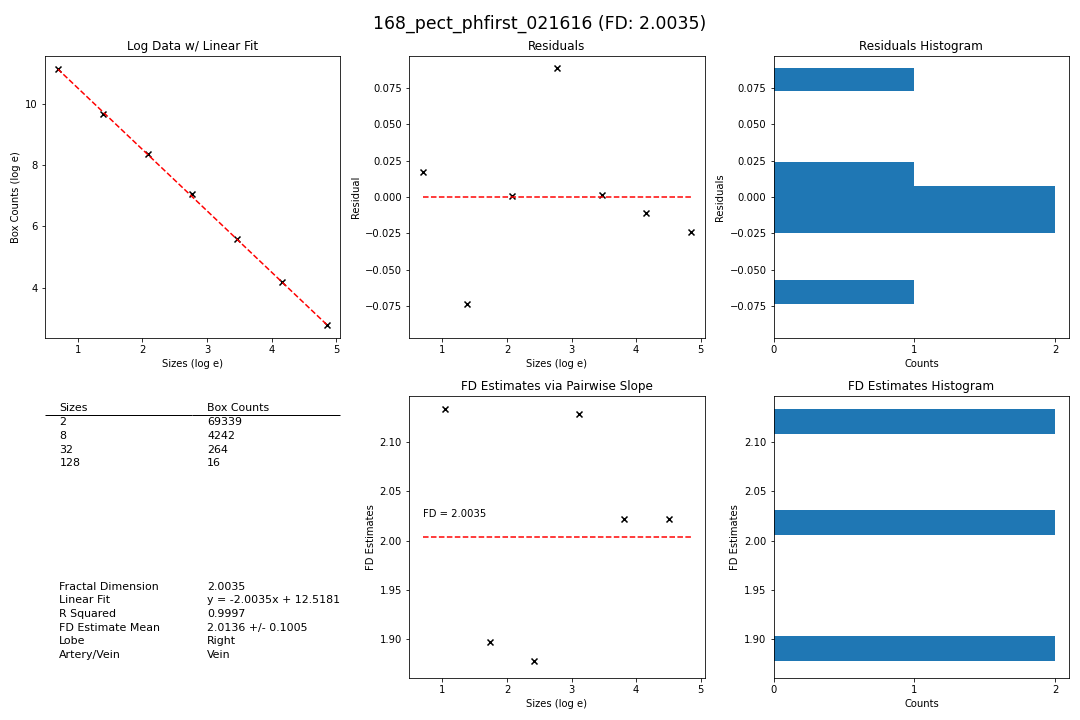 168_pect_phfirst_021616 (FD: 2.0035)
Log Data w/ Linear Fit
Box Counts (log e)
10
8
6
4
1 2 3 4 5
Sizes (log e)
Residuals
Residual
0.075
0.050
0.025
0.000
−0.025
−0.050
−0.075
1 2 3 4 5
Sizes (log e)
Residuals Histogram
Residuals
0.075
0.050
0.025
0.000
−0.025
−0.050
−0.075
0 1 2
Counts
Sizes Box Counts
2 69339
8 4242
32 264
128 16
Fractal Dimension 2.0035
Linear Fit y = -2.0035x + 12.5181
R Squared 0.9997
FD Estimate Mean 2.0136 +/- 0.1005
Lobe Right
Artery/Vein Vein
FD Estimates via Pairwise Slope
FD Estimates
2.10
2.05
2.00
1.95
1.90
FD = 2.0035
1 2 3 4 5
Sizes (log e)
FD Estimates Histogram
FD Estimates
2.10
2.05
2.00
1.95
1.90
0 1 2
Counts